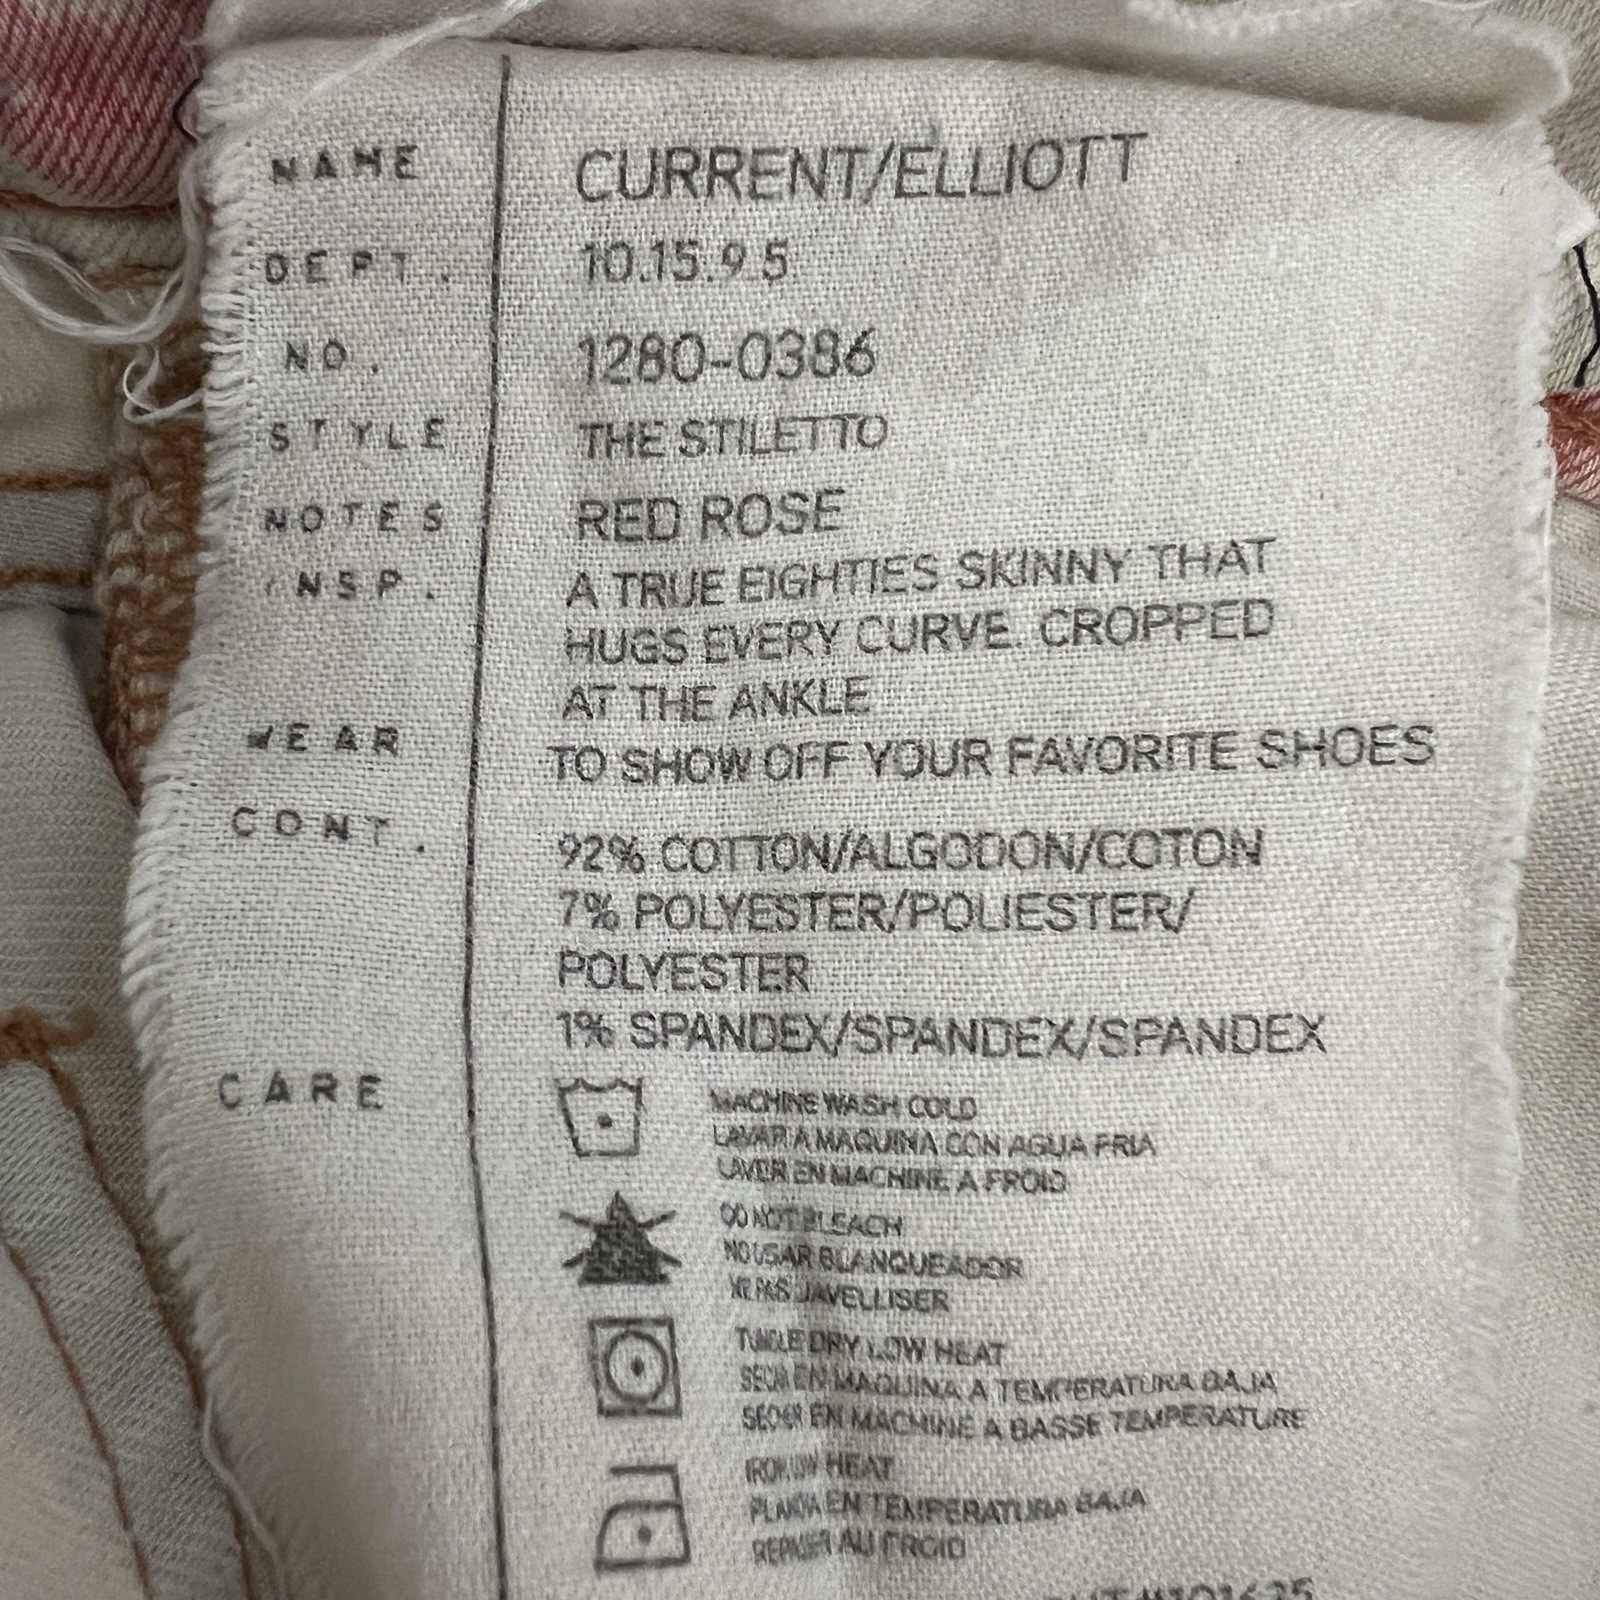 NAME CURRENT/ELLIOTT
DEPT. 10.15.95
NO. 1280-0386
STYLE THE STILETTO
NOTES RED ROSE
INSP. A TRUE EIGHTIES SKINNY THAT
HUGS EVERY CURVE. CROPPED
AT THE ANKLE
WEAR TO SHOW OFF YOUR FAVORITE SHOES
CONT. 92% COTTON/ALGODON/COTON
7% POLYESTER/POLIESTER/
POLYESTER
1% SPANDEX/SPANDEX/SPANDEX
CARE MACHINE WASH COLD
LAVAR A MAQUINA CON AGUA FRIA
LAVER EN MACHINE A FROID
DO NOT BLEACH
NO USAR BLANQUEADOR
NE PAS JAVELLISER
TUMBLE DRY LOW HEAT
SECAR EN MAQUINA A TEMPERATURA BAJA
SECHER EN MACHINE A BASSE TEMPERATURE
IRON LOW HEAT
PLANCHA EN TEMPERATURA BAJA
REPASSER AU FROID